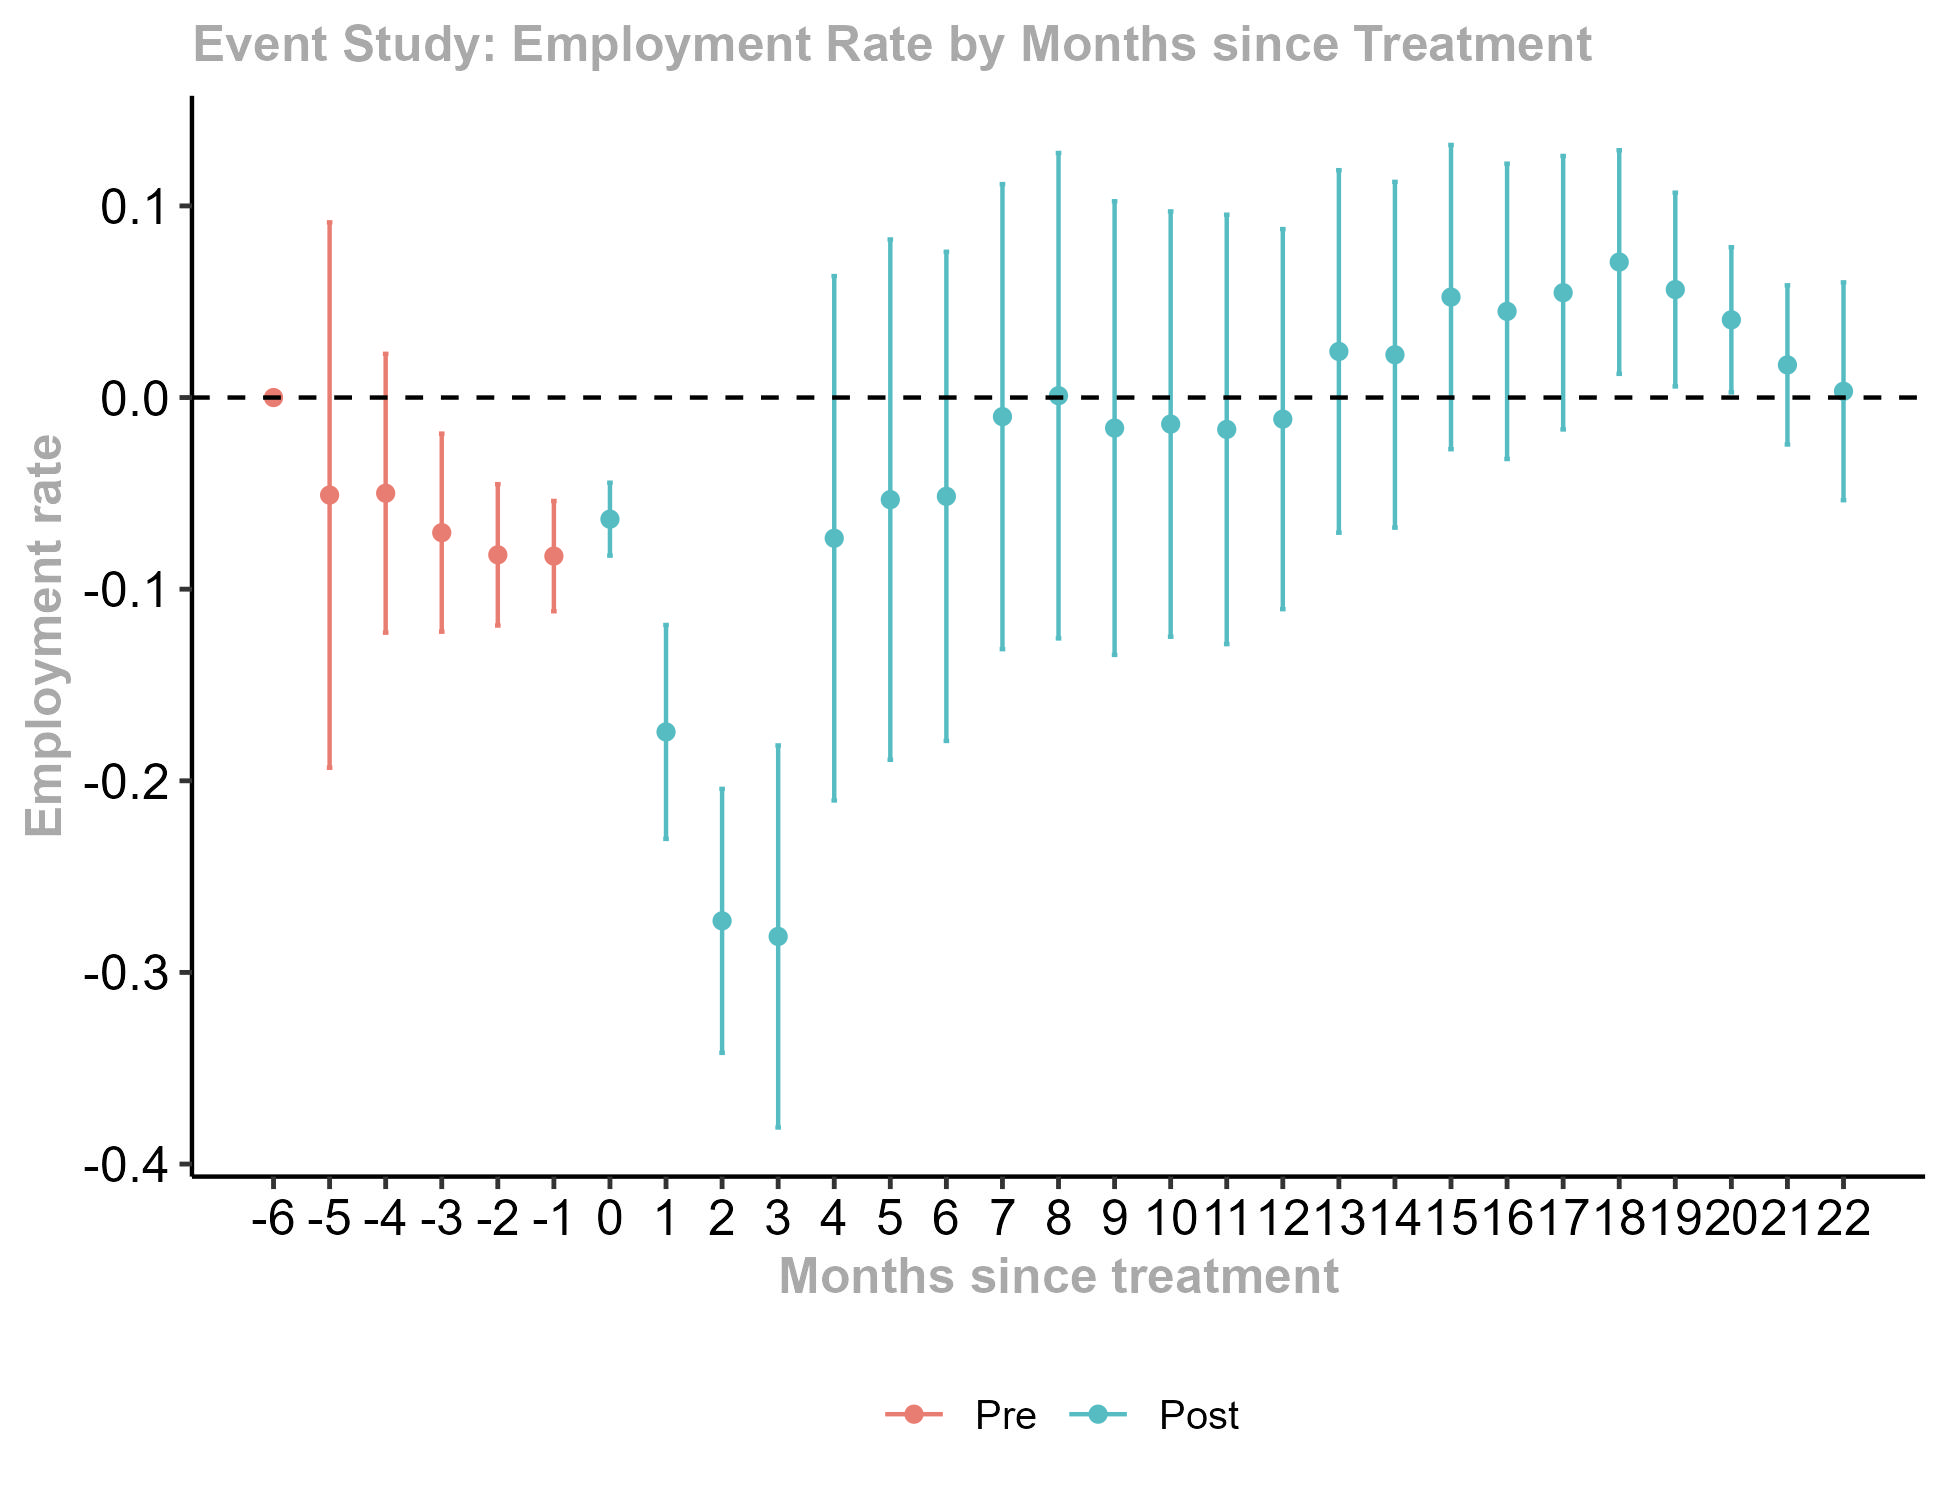 Event Study: Employment Rate by Months since Treatment
Employment rate
0.1
0.0
-0.1
-0.2
-0.3
-0.4
-6 -5 -4 -3 -2 -1 0 1 2 3 4 5 6 7 8 9 10 11 12 13 14 15 16 17 18 19 20 21 22
Months since treatment
Pre Post